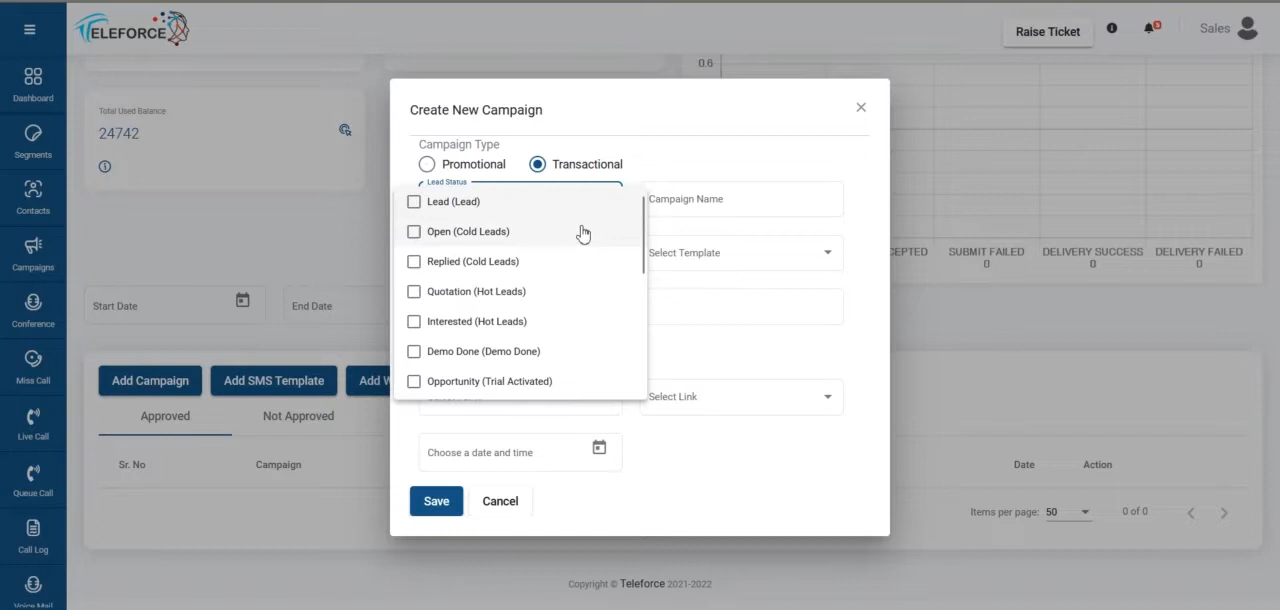 TELEFORCE
Raise Ticket
3
Sales
Dashboard
Segments
Contacts
Campaigns
Conference
Miss Call
Live Call
Queue Call
Call Log
Voice Mail
Total Used Balance
24742
0.6
SUBMIT FAILED
0
DELIVERY SUCCESS
0
DELIVERY FAILED
0
Start Date
End Date
Add Campaign
Add SMS Template
Approved
Not Approved
Sr. No
Campaign
Date
Action
Items per page: 50
0 of 0
Create New Campaign
Campaign Type
Promotional
Transactional
Lead Status
Lead (Lead)
Open (Cold Leads)
Replied (Cold Leads)
Quotation (Hot Leads)
Interested (Hot Leads)
Demo Done (Demo Done)
Opportunity (Trial Activated)
Campaign Name
Select Template
Select Link
Choose a date and time
Save
Cancel
Copyright © Teleforce 2021-2022